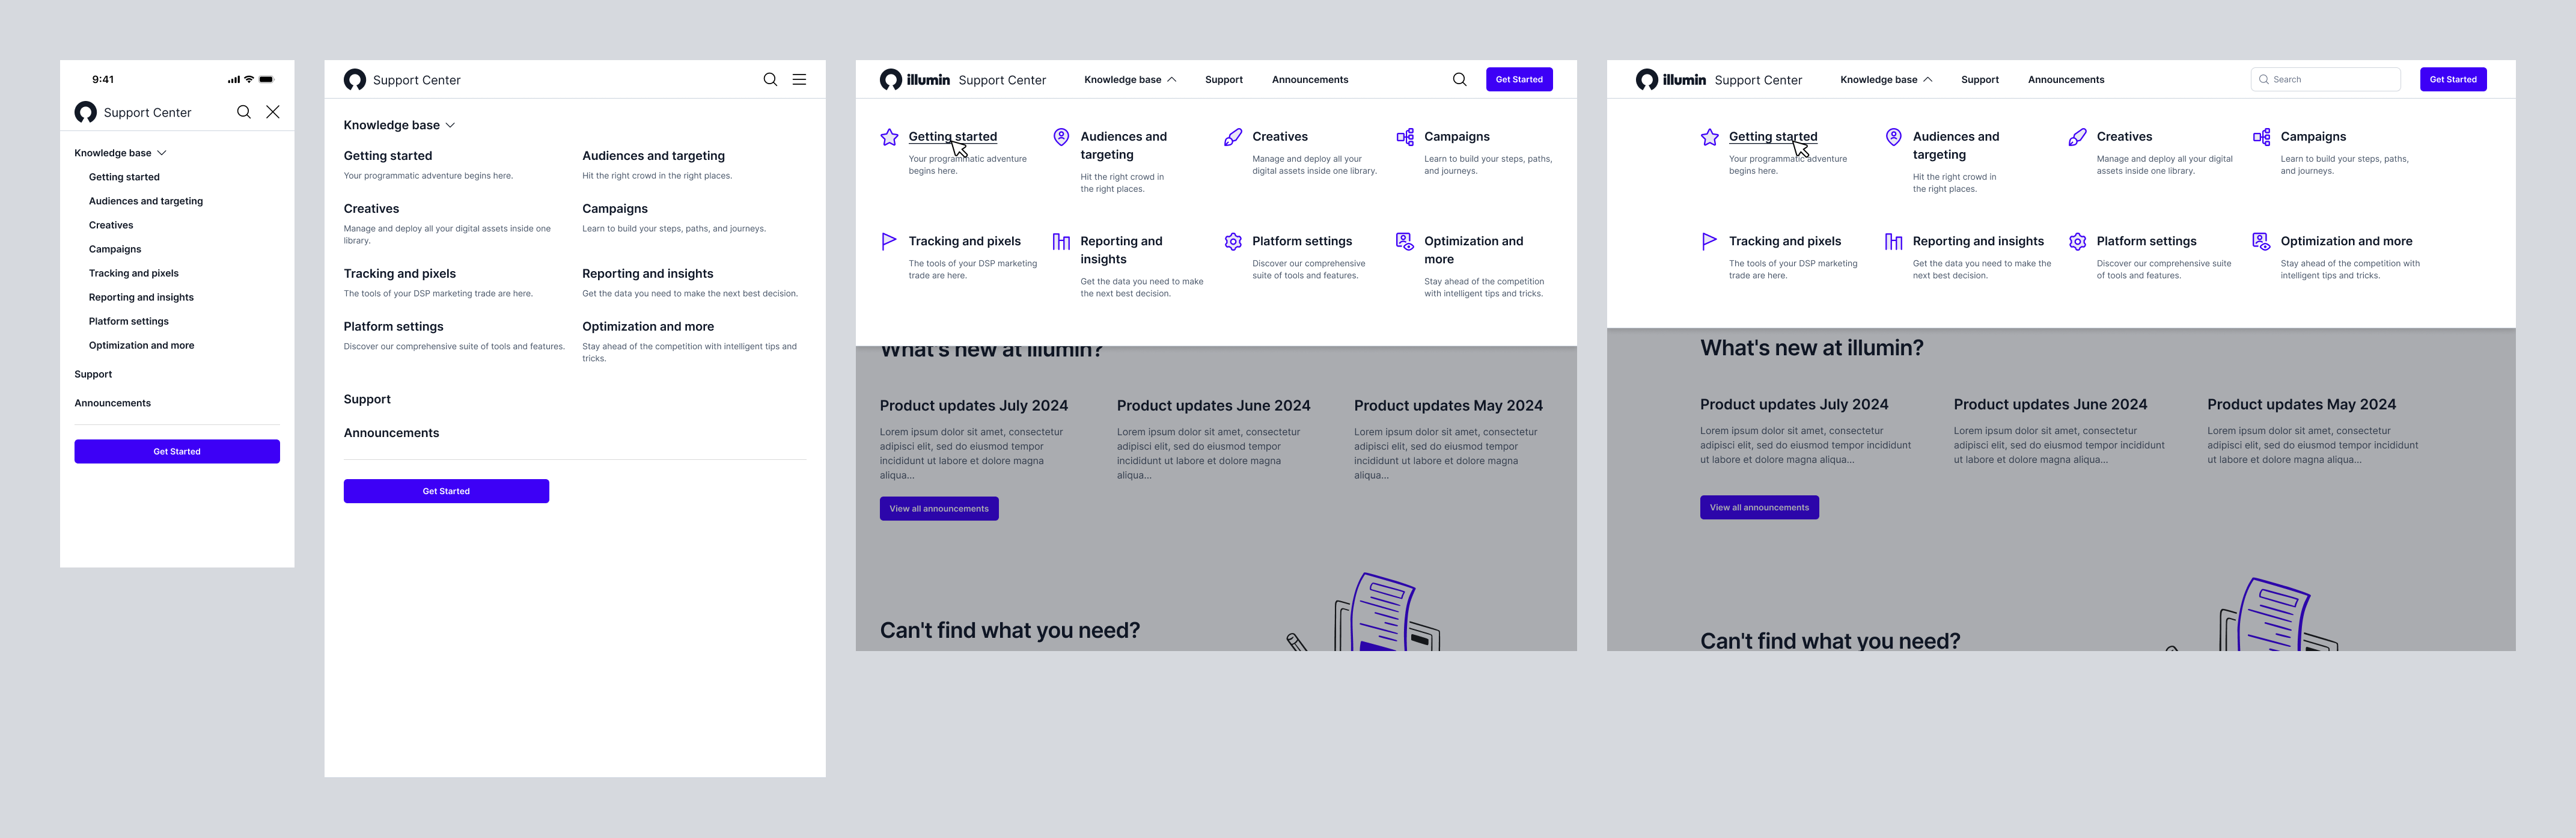 9:41
Support Center
Knowledge base
Getting started
Audiences and targeting
Creatives
Campaigns
Tracking and pixels
Reporting and insights
Platform settings
Optimization and more
Support
Announcements
Get Started
Support Center
Knowledge base
Getting started
Your programmatic adventure begins here.
Audiences and targeting
Hit the right crowd in the right places.
Creatives
Manage and deploy all your digital assets inside one
library.
Campaigns
Learn to build your steps, paths, and journeys.
Tracking and pixels
The tools of your DSP marketing trade are here.
Reporting and insights
Get the data you need to make the next best decision.
Platform settings
Discover our comprehensive suite of tools and features.
Optimization and more
Stay ahead of the competition with intelligent tips and
tricks.
Support
Announcements
Get Started
illumin Support Center Knowledge base Support Announcements Get Started
Getting started
Your programmatic adventure
begins here.
Audiences and
targeting
Hit the right crowd in
the right places.
Creatives
Manage and deploy all your
digital assets inside one library.
Campaigns
Learn to build your steps, paths,
and journeys.
Tracking and pixels
The tools of your DSP marketing
trade are here.
Reporting and
insights
Get the data you need to make
the next best decision.
Platform settings
Discover our comprehensive
suite of tools and features.
Optimization and
more
Stay ahead of the competition
with intelligent tips and tricks.
What's new at illumin?
Product updates July 2024
Lorem ipsum dolor sit amet, consectetur
adipisci elit, sed do eiusmod tempor
incididunt ut labore et dolore magna
aliqua...
Product updates June 2024
Lorem ipsum dolor sit amet, consectetur
adipisci elit, sed do eiusmod tempor
incididunt ut labore et dolore magna
aliqua...
Product updates May 2024
Lorem ipsum dolor sit amet, consectetur
adipisci elit, sed do eiusmod tempor
incididunt ut labore et dolore magna
aliqua...
View all announcements
Can't find what you need?
illumin Support Center Knowledge base Support Announcements Search Get Started
Getting started
Your programmatic adventure
begins here.
Audiences and
targeting
Hit the right crowd in
the right places.
Creatives
Manage and deploy all your digital
assets inside one library.
Campaigns
Learn to build your steps, paths,
and journeys.
Tracking and pixels
The tools of your DSP marketing
trade are here.
Reporting and insights
Get the data you need to make the
next best decision.
Platform settings
Discover our comprehensive suite
of tools and features.
Optimization and more
Stay ahead of the competition with
intelligent tips and tricks.
What's new at illumin?
Product updates July 2024
Lorem ipsum dolor sit amet, consectetur
adipisci elit, sed do eiusmod tempor incididunt
ut labore et dolore magna aliqua...
Product updates June 2024
Lorem ipsum dolor sit amet, consectetur
adipisci elit, sed do eiusmod tempor incididunt
ut labore et dolore magna aliqua...
Product updates May 2024
Lorem ipsum dolor sit amet, consectetur
adipisci elit, sed do eiusmod tempor incididunt
ut labore et dolore magna aliqua...
View all announcements
Can't find what you need?